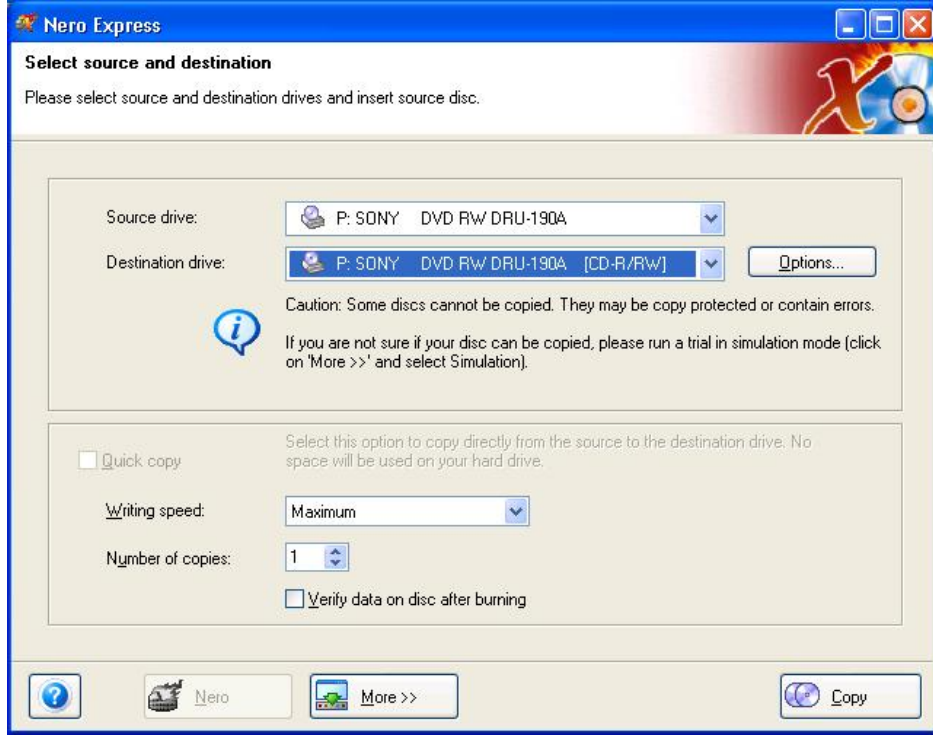 Nero Express
Select source and destination
Please select source and destination drives and insert source disc.
Source drive: P: SONY DVD RW DRU-190A
Destination drive: P: SONY DVD RW DRU-190A [CD-R/RW] Options...
Caution: Some discs cannot be copied. They may be copy protected or contain errors.
If you are not sure if your disc can be copied, please run a trial in simulation mode (click
on 'More >>' and select Simulation).
Quick copy
Select this option to copy directly from the source to the destination drive. No
space will be used on your hard drive.
Writing speed: Maximum
Number of copies: 1
Verify data on disc after burning
? Nero More >> Copy